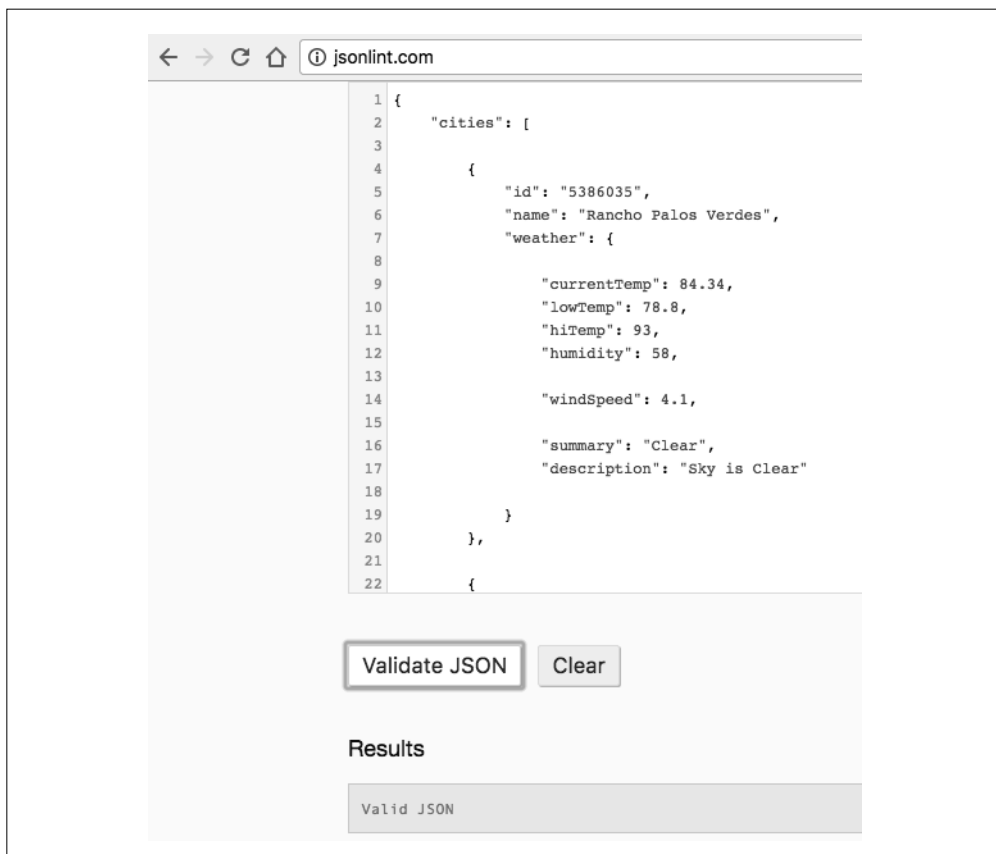 jsonlint.com
1 {
2     "cities": [
3
4         {
5             "id": "5386035",
6             "name": "Rancho Palos Verdes",
7             "weather": {
8
9                 "currentTemp": 84.34,
10                 "lowTemp": 78.8,
11                 "hiTemp": 93,
12                 "humidity": 58,
13
14                 "windSpeed": 4.1,
15
16                 "summary": "Clear",
17                 "description": "Sky is Clear"
18
19             }
20         },
21
22         {
Validate JSON Clear
Results
Valid JSON